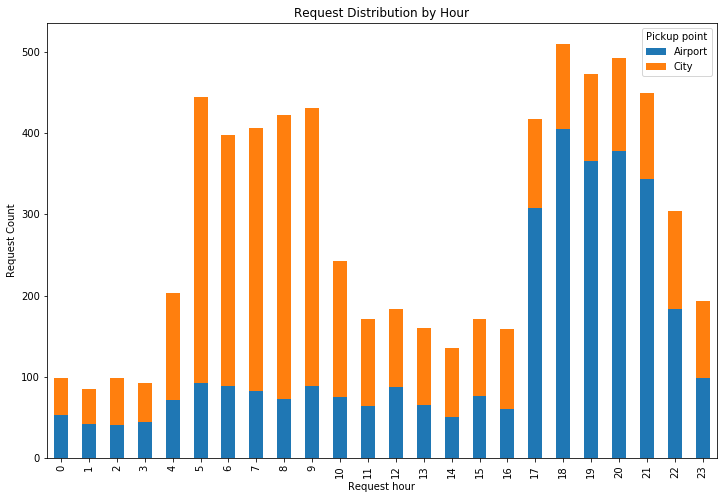 Request Distribution by Hour
Pickup point
Airport
City
Request Count
500
400
300
200
100
0
0 1 2 3 4 5 6 7 8 9 10 11 12 13 14 15 16 17 18 19 20 21 22 23
Request hour